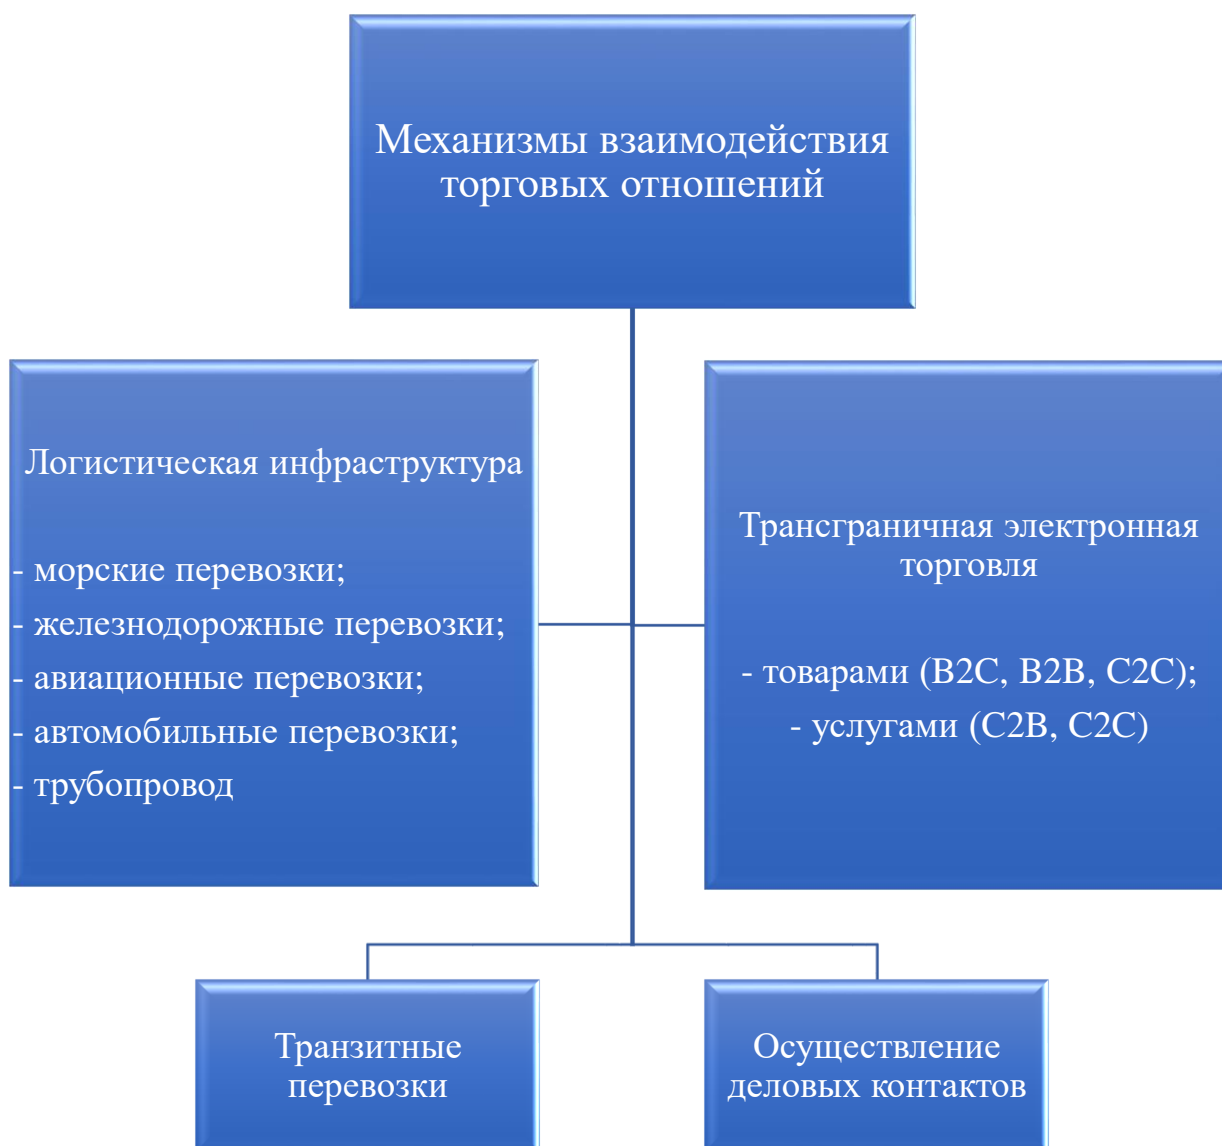 Механизмы взаимодействия
торговых отношений
Логистическая инфраструктура
- морские перевозки;
- железнодорожные перевозки;
- авиационные перевозки;
- автомобильные перевозки;
- трубопровод
Трансграничная электронная
торговля
- товарами (B2C, B2B, C2C);
- услугами (C2B, C2C)
Транзитные
перевозки
Осуществление
деловых контактов